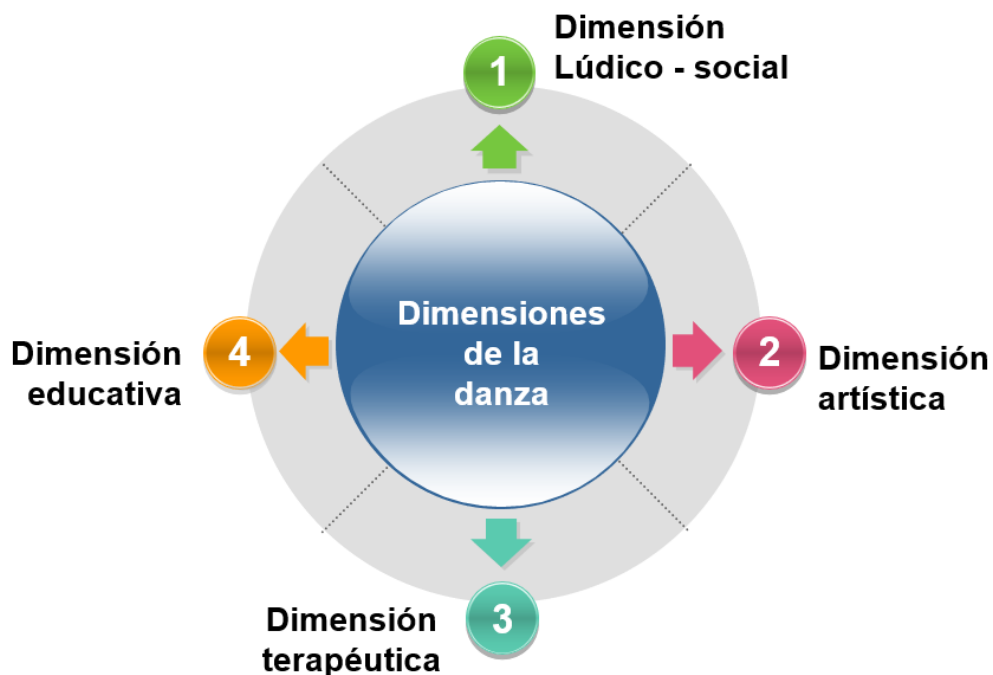 Dimensión
Lúdico - social
1
Dimensiones
de la
danza
2
Dimensión
artística
3
Dimensión
terapéutica
4
Dimensión
educativa